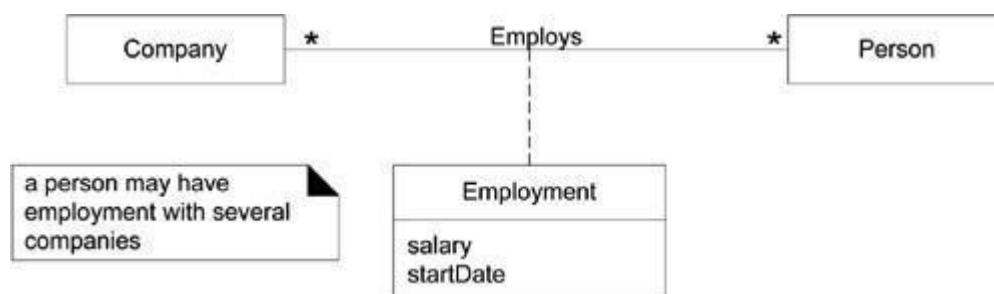 Company
*
Employs
*
Person
a person may have
employment with several
companies
Employment
salary
startDate